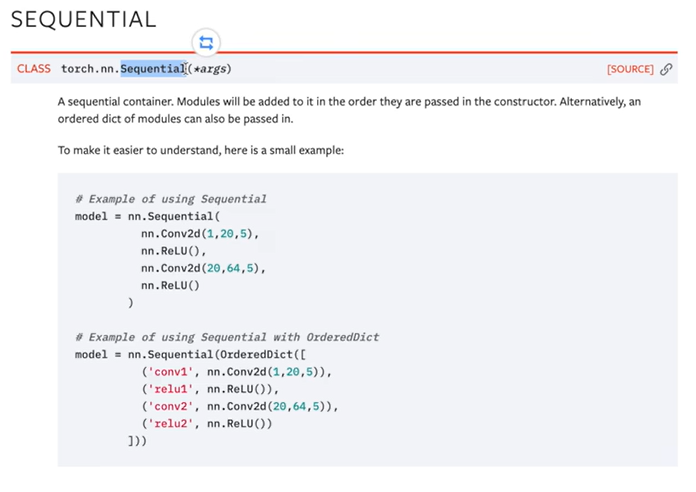 SEQUENTIAL
CLASS torch.nn.Sequential(*args) [SOURCE]
A sequential container. Modules will be added to it in the order they are passed in the constructor. Alternatively, an
ordered dict of modules can also be passed in.
To make it easier to understand, here is a small example:
# Example of using Sequential
model = nn.Sequential(
          nn.Conv2d(1,20,5),
          nn.ReLU(),
          nn.Conv2d(20,64,5),
          nn.ReLU()
        )
# Example of using Sequential with OrderedDict
model = nn.Sequential(OrderedDict([
          ('conv1', nn.Conv2d(1,20,5)),
          ('relu1', nn.ReLU()),
          ('conv2', nn.Conv2d(20,64,5)),
          ('relu2', nn.ReLU())
        ]))